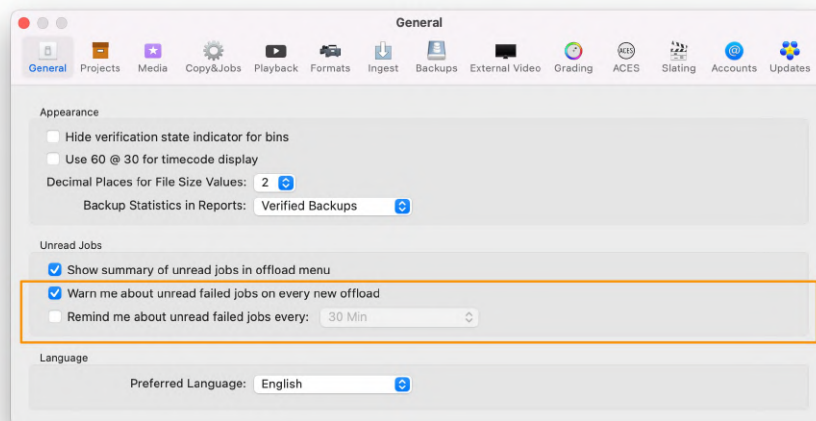 General
General Projects Media Copy&Jobs Playback Formats Ingest Backups External Video Grading ACES Slating Accounts Updates
Appearance
Hide verification state indicator for bins
Use 60 @ 30 for timecode display
Decimal Places for File Size Values: 2
Backup Statistics in Reports: Verified Backups
Unread Jobs
Show summary of unread jobs in offload menu
Warn me about unread failed jobs on every new offload
Remind me about unread failed jobs every: 30 Min
Language
Preferred Language: English